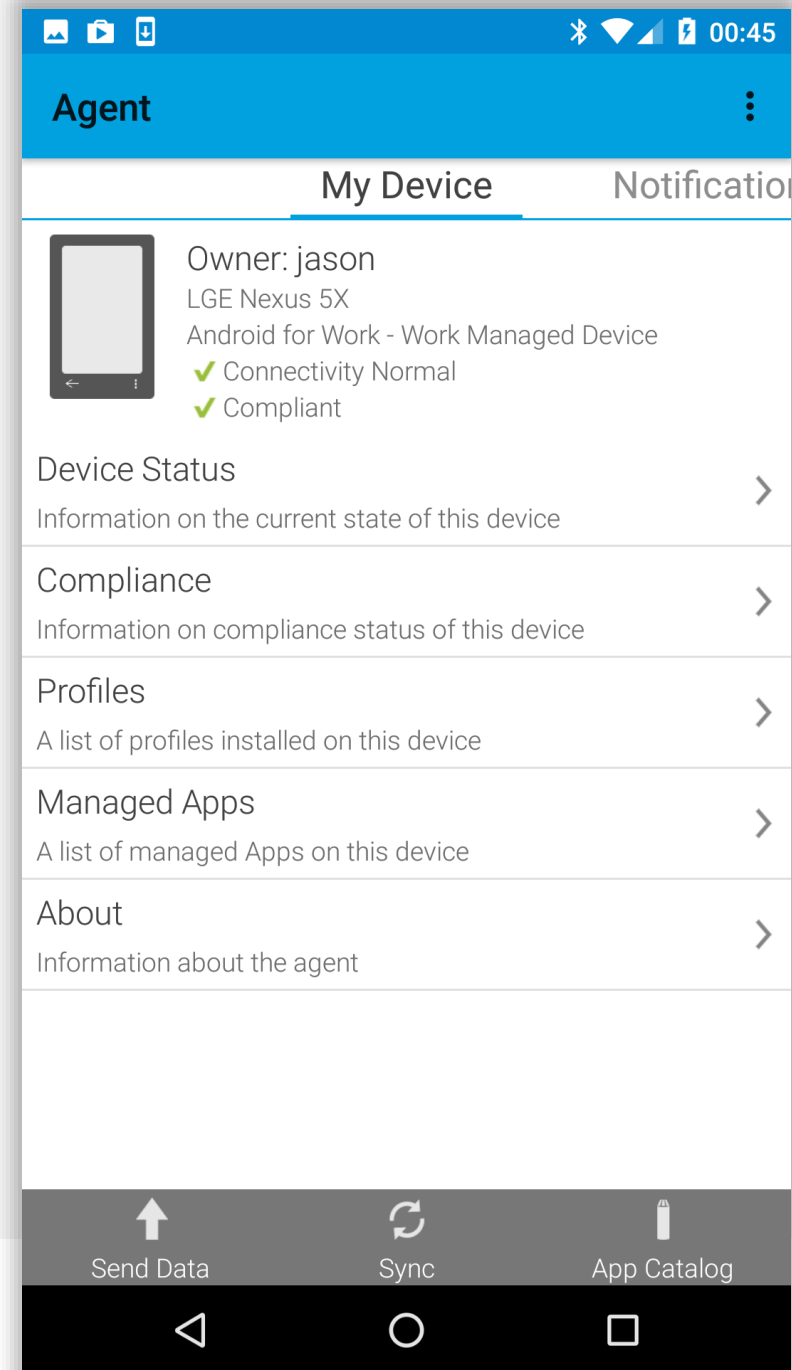 00:45
Agent
My Device
Notification
Owner: jason
LGE Nexus 5X
Android for Work - Work Managed Device
Connectivity Normal
Compliant
Device Status
Information on the current state of this device
Compliance
Information on compliance status of this device
Profiles
A list of profiles installed on this device
Managed Apps
A list of managed Apps on this device
About
Information about the agent
Send Data
Sync
App Catalog